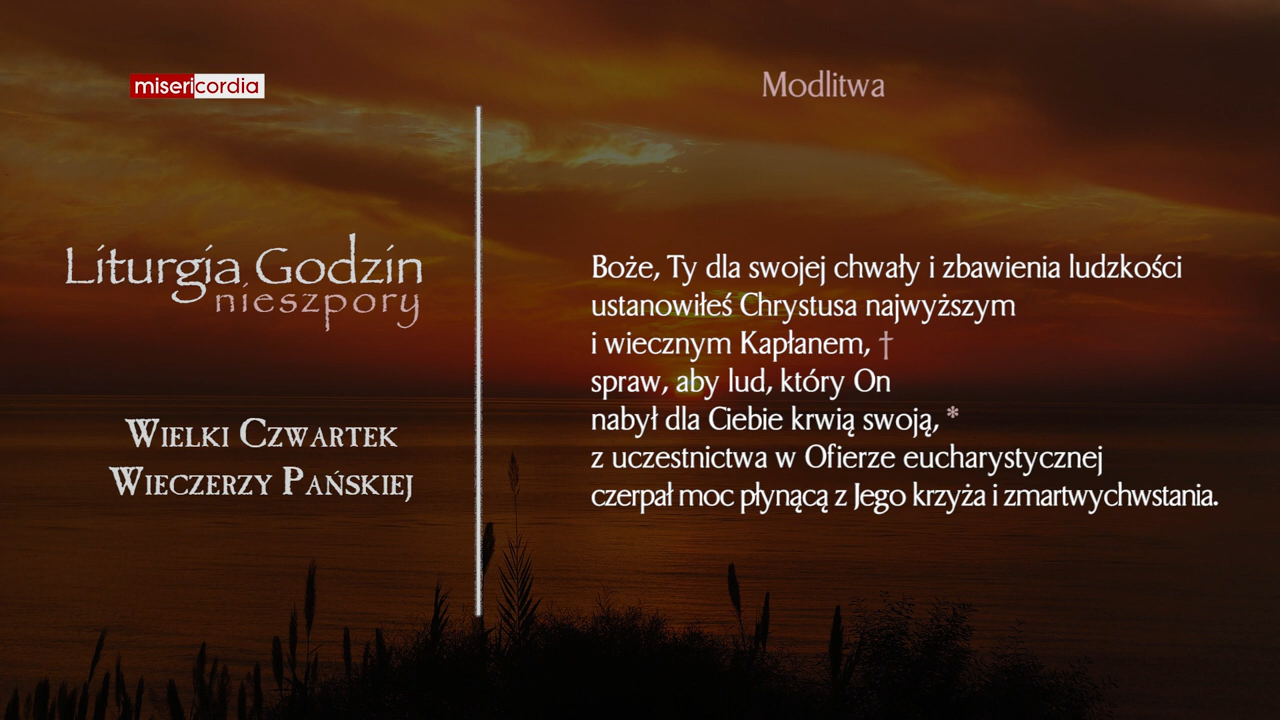 misericordia
Liturgia Godzin
nieszpory
Wielki Czwartek
Wieczerzy Pańskiej
Modlitwa
Boże, Ty dla swojej chwały i zbawienia ludzkości
ustanowiłeś Chrystusa najwyższym
i wiecznym Kapłanem, †
spraw, aby lud, który On
nabył dla Ciebie krwią swoją, *
z uczestnictwa w Ofierze eucharystycznej
czerpał moc płynącą z Jego krzyża i zmartwychwstania.